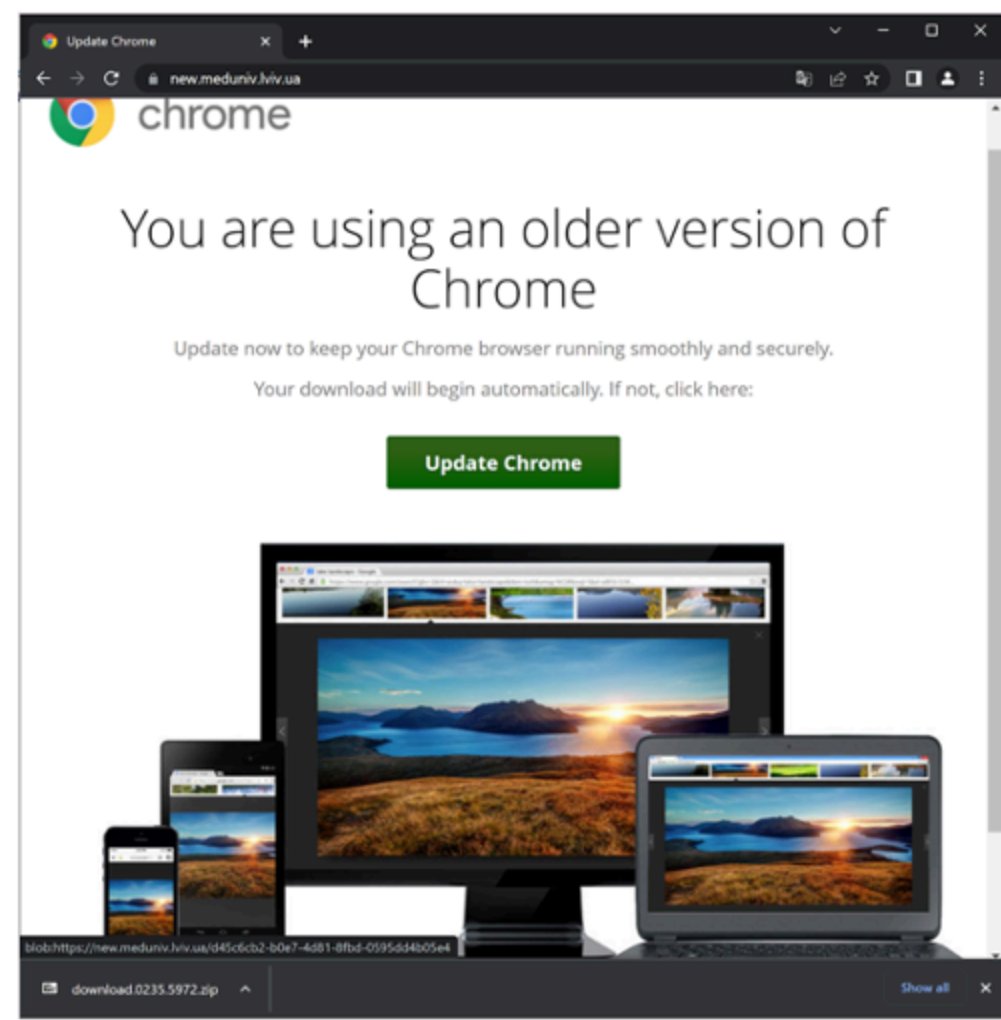 Update Chrome
new.meduniv.lviv.ua
chrome
You are using an older version of
Chrome
Update now to keep your Chrome browser running smoothly and securely.
Your download will begin automatically. If not, click here:
Update Chrome
blob:https://new.meduniv.lviv.ua/d45c6cb2-b0e7-4d81-8fbd-0595dd4b05e4
download.0235.5972.zip
Show all